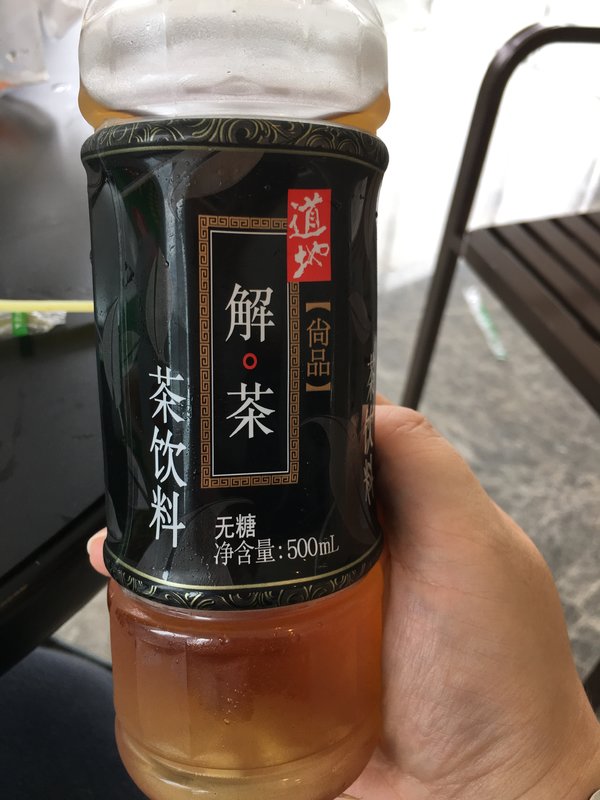 道地
【尚品】
解·茶
茶饮料
无糖
净含量:500mL